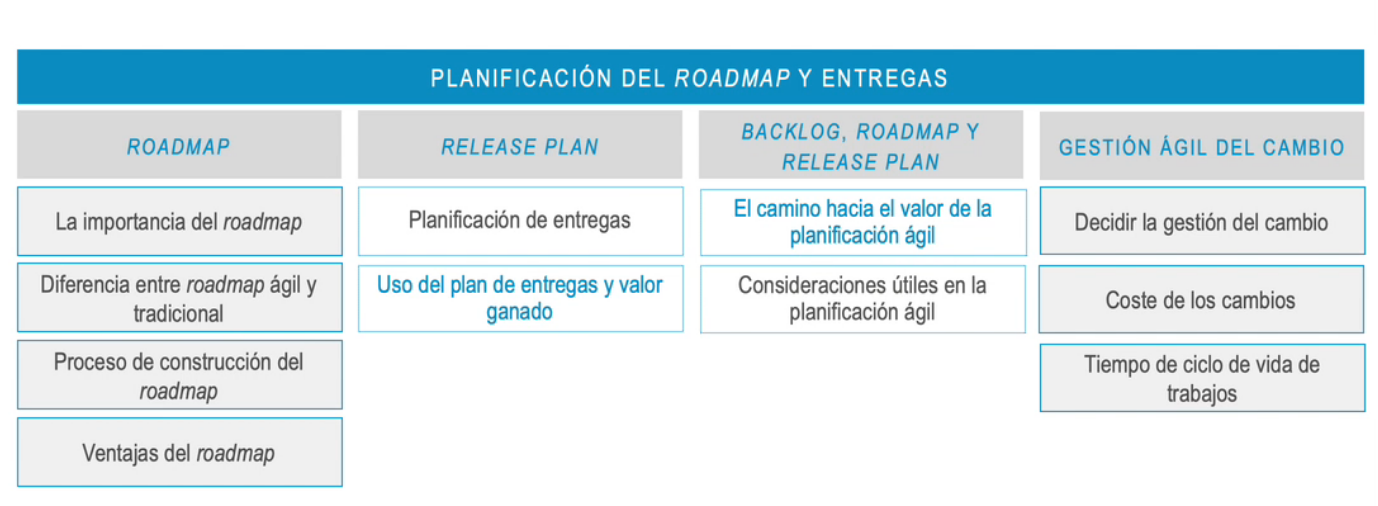 PLANIFICACIÓN DEL ROADMAP Y ENTREGAS
ROADMAP
La importancia del roadmap
Diferencia entre roadmap ágil y
tradicional
Proceso de construcción del
roadmap
Ventajas del roadmap
RELEASE PLAN
Planificación de entregas
Uso del plan de entregas y valor
ganado
BACKLOG, ROADMAP Y
RELEASE PLAN
El camino hacia el valor de la
planificación ágil
Consideraciones útiles en la
planificación ágil
GESTIÓN ÁGIL DEL CAMBIO
Decidir la gestión del cambio
Coste de los cambios
Tiempo de ciclo de vida de
trabajos